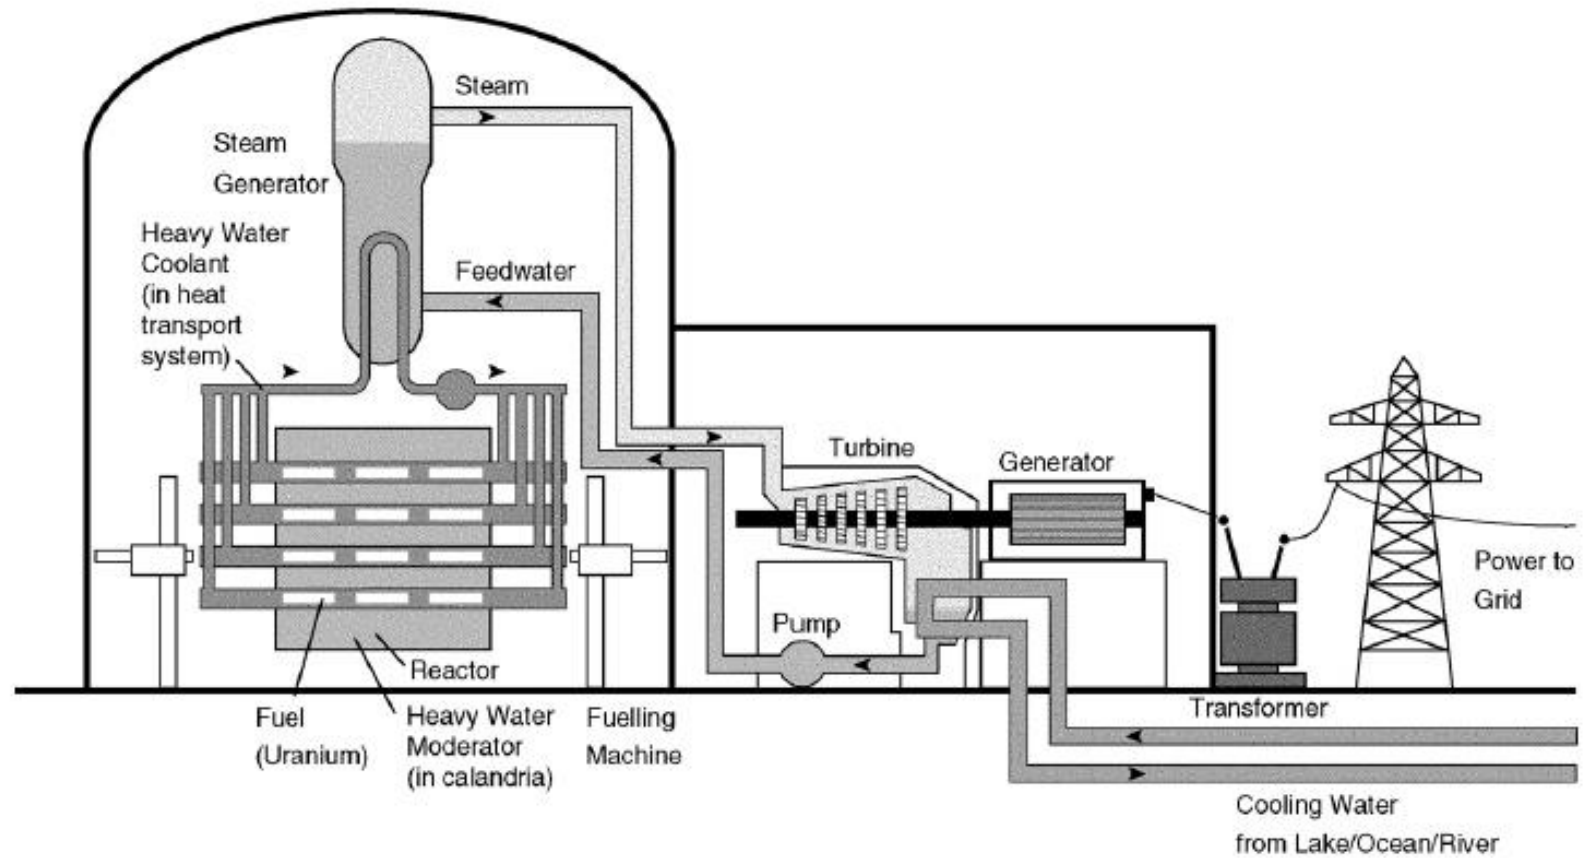 Steam
Steam
Generator
Heavy Water
Coolant
(in heat
transport
system)
Feedwater
Turbine
Generator
Power to
Grid
Pump
Reactor
Fuel
(Uranium)
Heavy Water
Moderator
(in calandria)
Fuelling
Machine
Transformer
Cooling Water
from Lake/Ocean/River